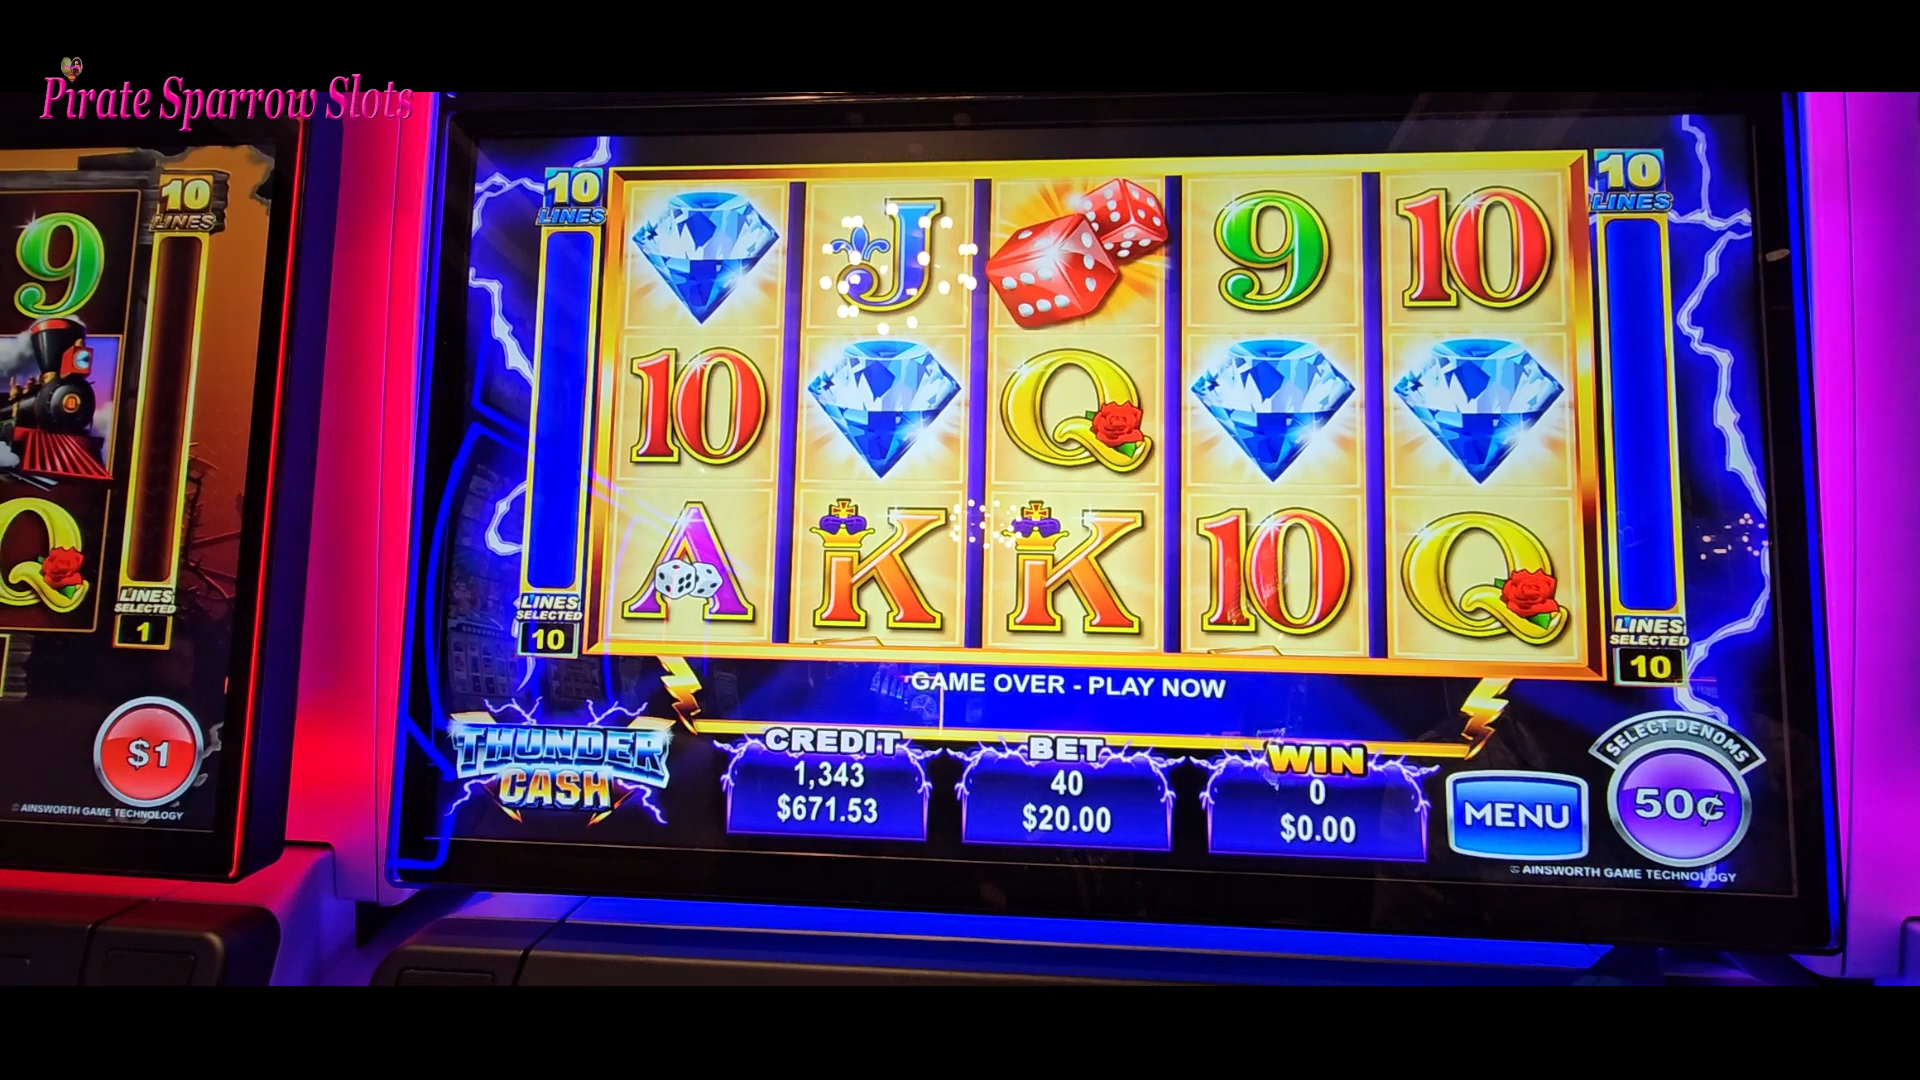 Pirate Sparrow Slots
10
LINES
9
Q
LINES
SELECTED
1
$1
© AINSWORTH GAME TECHNOLOGY
10
LINES
10
LINES
J
9
10
10
Q
A
K
K
10
Q
LINES
SELECTED
10
LINES
SELECTED
10
GAME OVER - PLAY NOW
THUNDER
CASH
CREDIT
1,343
$671.53
BET
40
$20.00
WIN
0
$0.00
MENU
SELECT DENOMS
50¢
© AINSWORTH GAME TECHNOLOGY